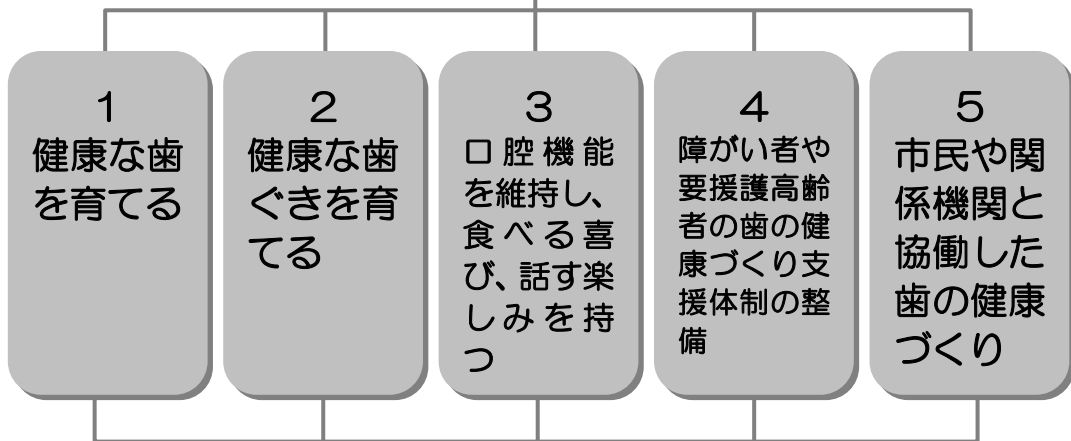 1
健康な歯
を育てる
2
健康な歯
ぐきを育
てる
3
口腔機能
を維持し、
食べる喜
び、話す楽
しみを持
つ
4
障がい者や
要援護高齢
者の歯の健
康づくり支
援体制の整
備
5
市民や関
係機関と
協働した
歯の健康
づくり